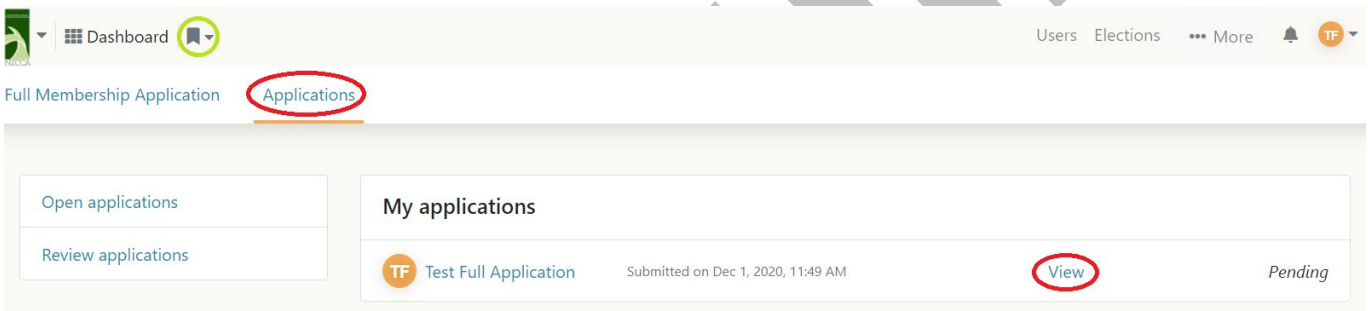 Dashboard
Users Elections ••• More TF
Full Membership Application Applications
Open applications
Review applications
My applications
TF Test Full Application Submitted on Dec 1, 2020, 11:49 AM View Pending